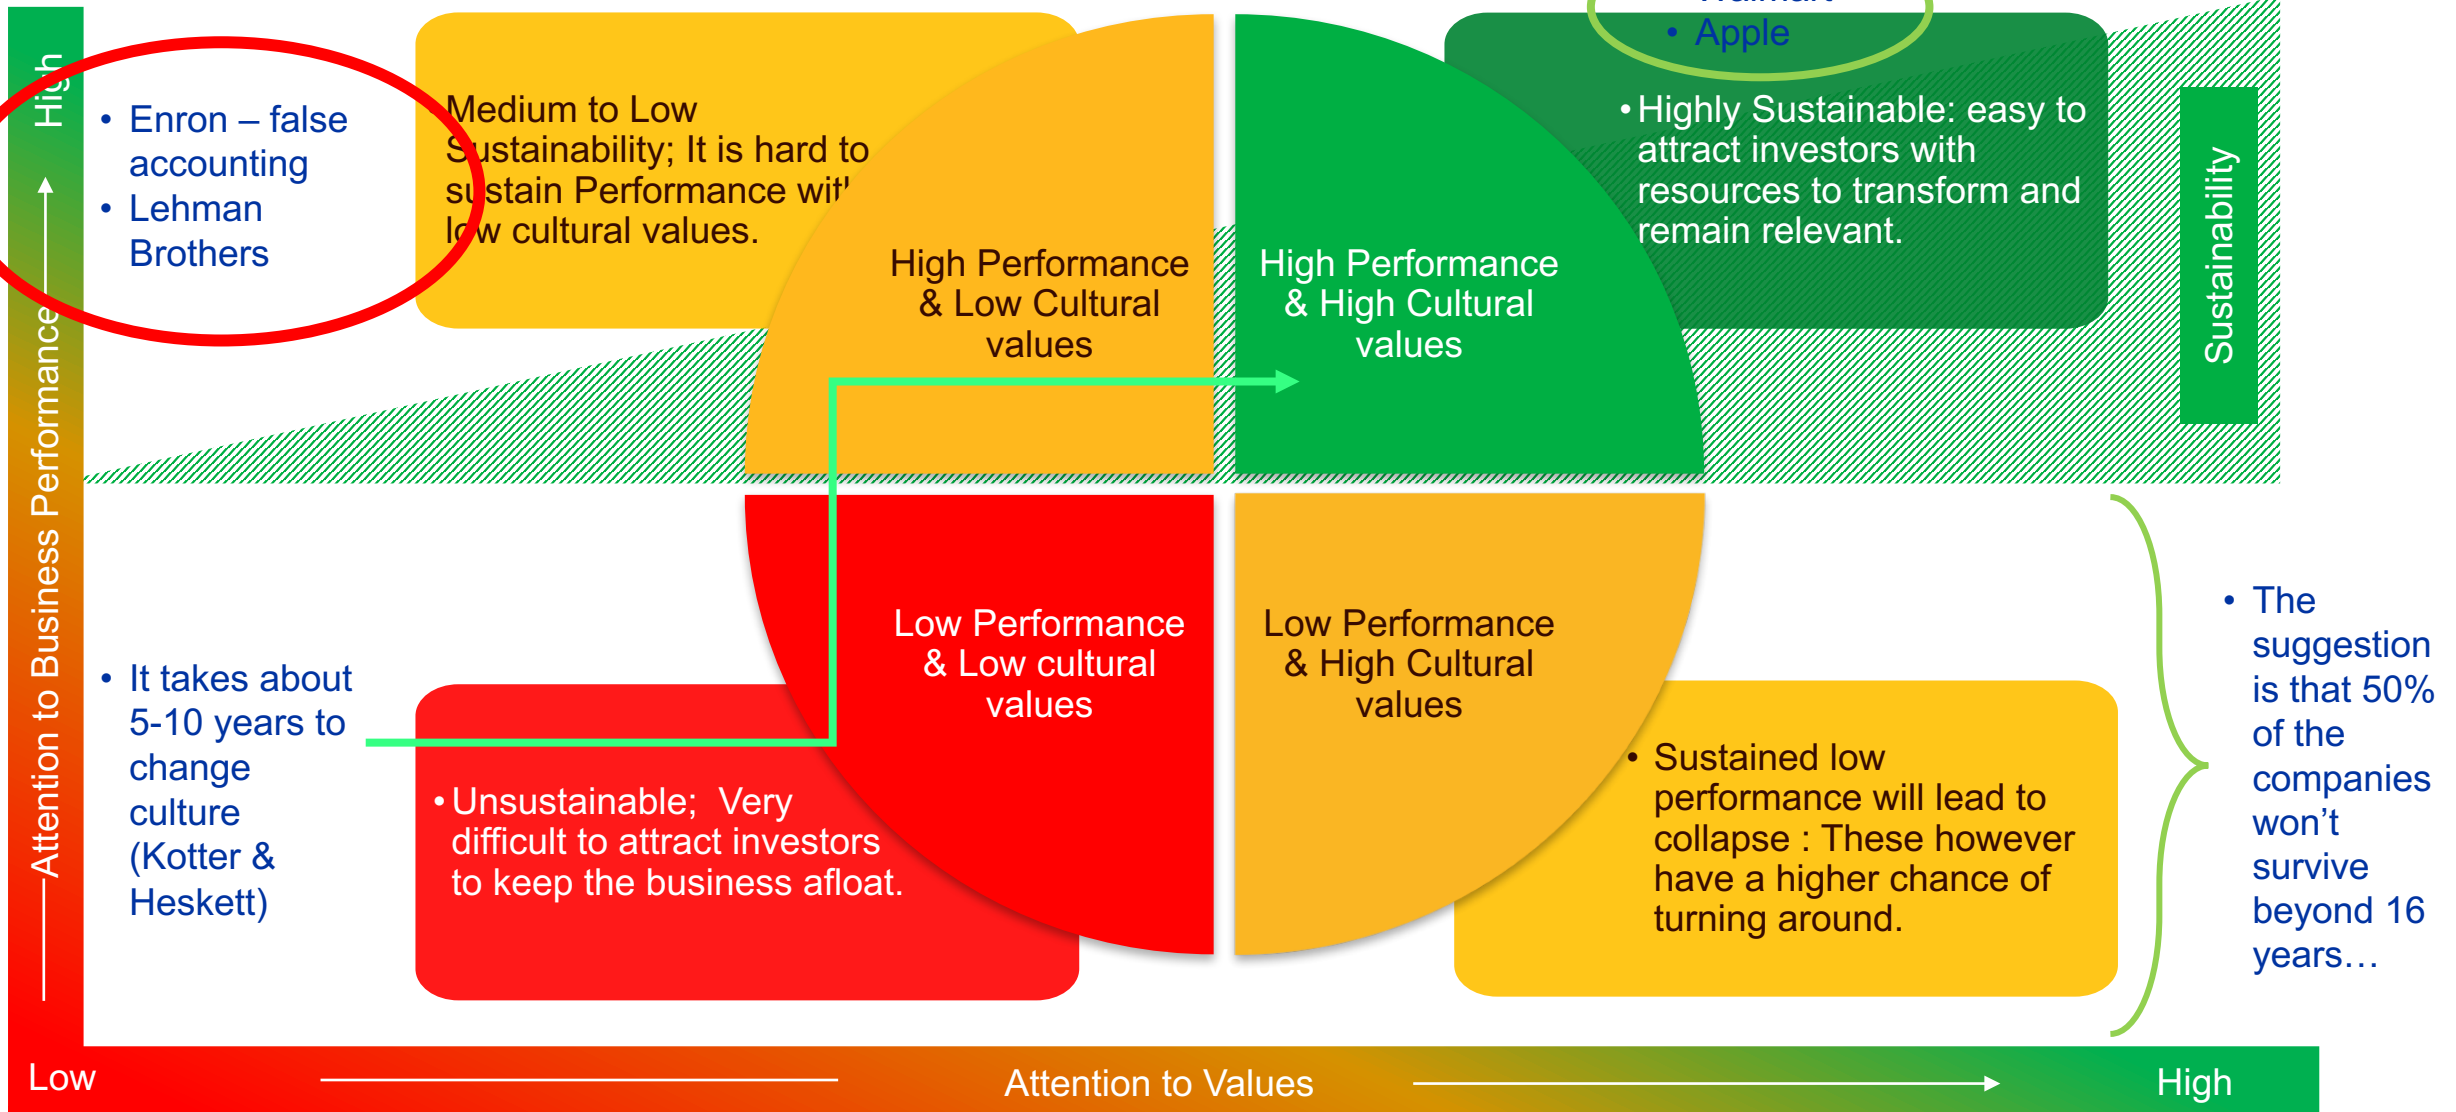 Walmart
• Apple
High
• Enron – false
accounting
• Lehman
Brothers
Medium to Low
Sustainability; It is hard to
sustain Performance with
low cultural values.
High Performance
& Low Cultural
values
High Performance
& High Cultural
values
• Highly Sustainable: easy to
attract investors with
resources to transform and
remain relevant.
Sustainability
Attention to Business Performance
• It takes about
5-10 years to
change
culture
(Kotter &
Heskett)
• Unsustainable; Very
difficult to attract investors
to keep the business afloat.
Low Performance
& Low cultural
values
Low Performance
& High Cultural
values
• Sustained low
performance will lead to
collapse : These however
have a higher chance of
turning around.
• The
suggestion
is that 50%
of the
companies
won’t
survive
beyond 16
years…
Low
Attention to Values
High